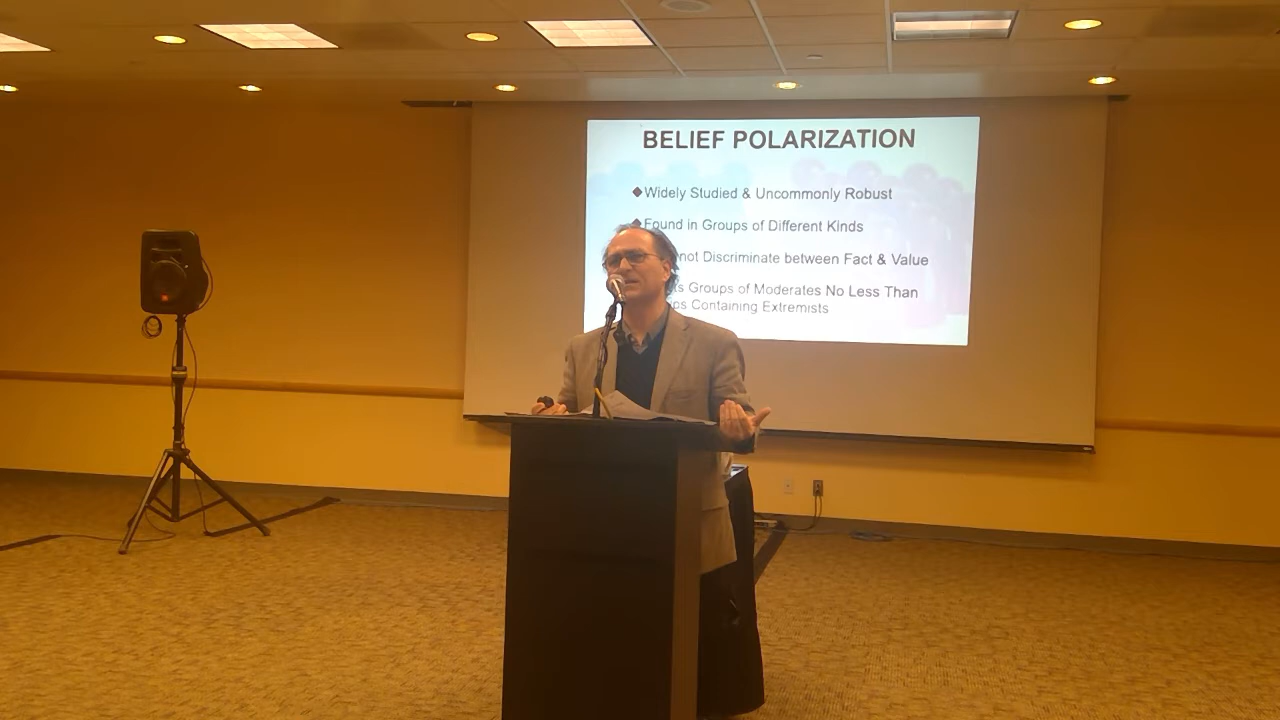 BELIEF POLARIZATION
Widely Studied & Uncommonly Robust
Found in Groups of Different Kinds
not Discriminate between Fact & Value
Groups of Moderates No Less Than
Containing Extremists